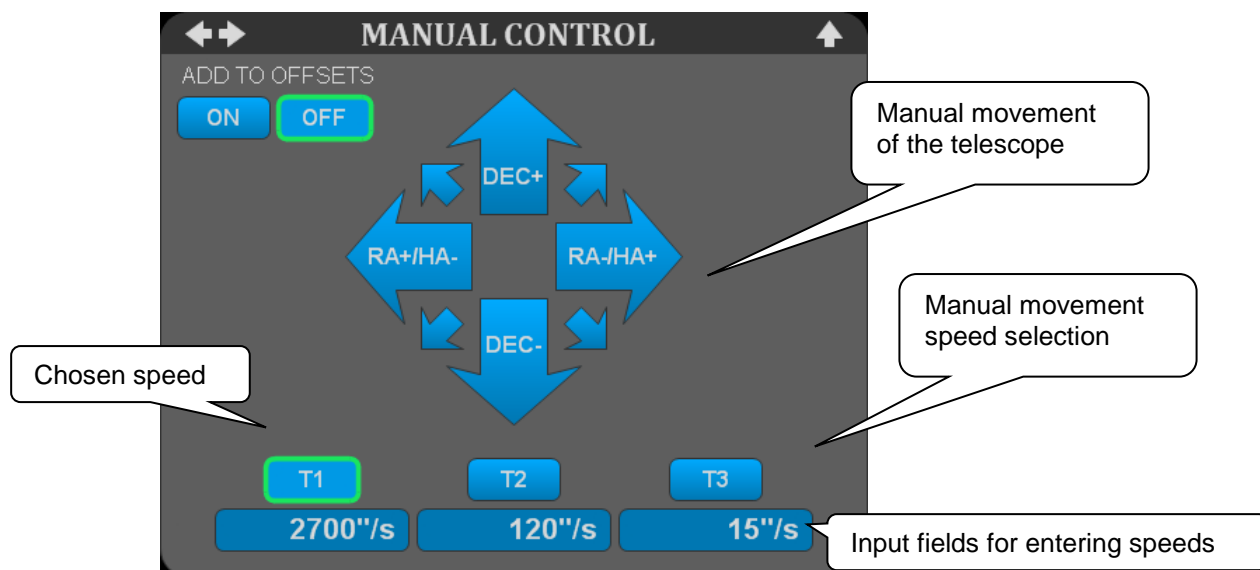 MANUAL CONTROL
ADD TO OFFSETS
ON
OFF
Manual movement
of the telescope
DEC+
RA+/HA-
RA-/HA+
DEC-
Manual movement
speed selection
Chosen speed
T1
T2
T3
2700"/s
120"/s
15"/s
Input fields for entering speeds